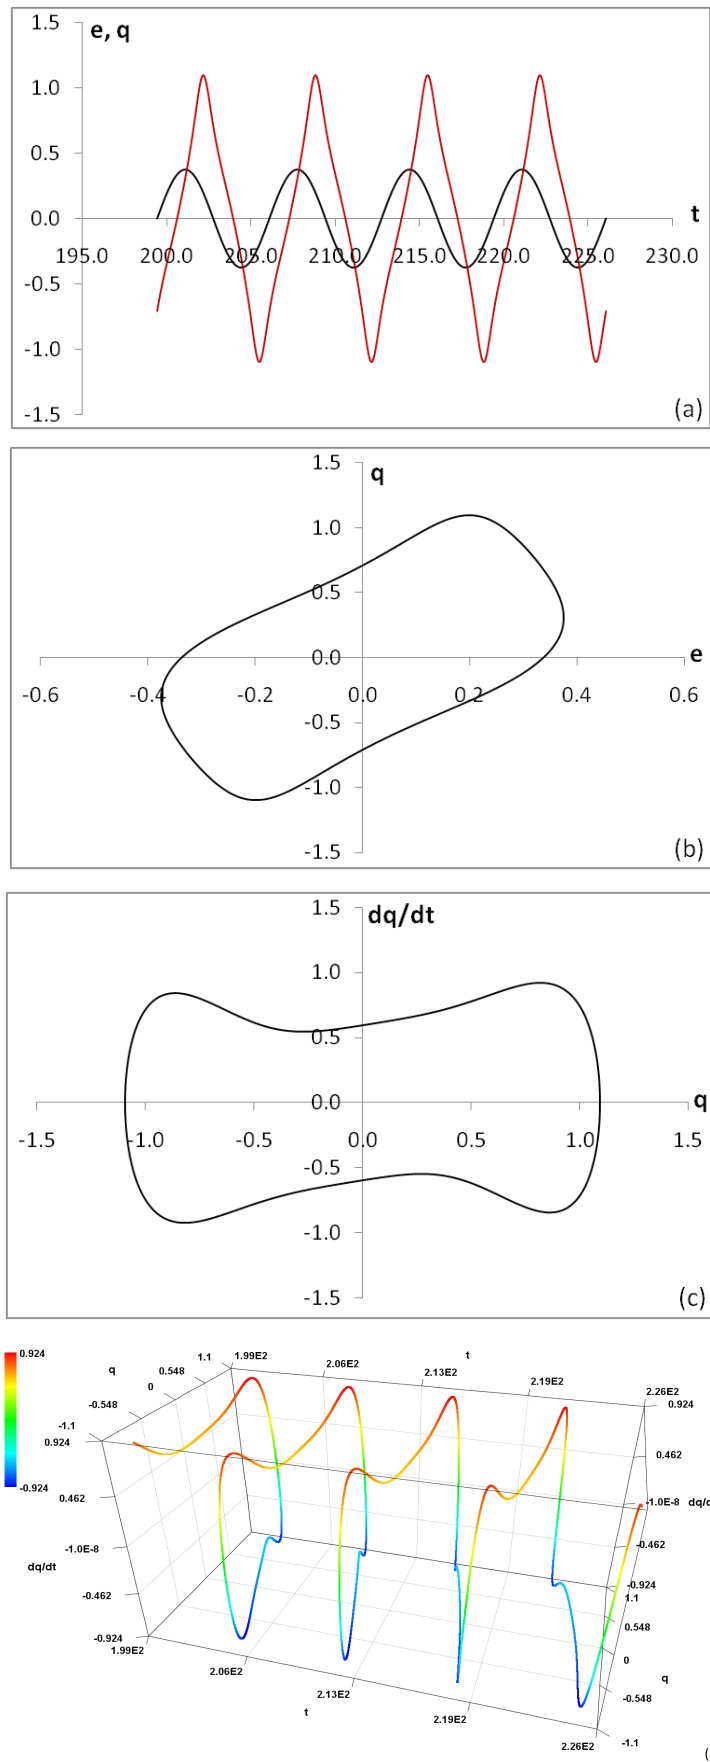 1.5
e, q
1.0
0.5
0.0
t
195.0 200.0 205.0 210.0 215.0 220.0 225.0 230.0
-0.5
-1.0
-1.5
(a)
1.5
q
1.0
0.5
0.0
e
-0.6 -0.4 -0.2 0.0 0.2 0.4 0.6
-0.5
-1.0
-1.5
(b)
1.5
dq/dt
1.0
0.5
0.0
q
-1.5 -1.0 -0.5 0.0 0.5 1.0 1.5
-0.5
-1.0
-1.5
(c)
0.924
-0.924
q
1.1
0.548
0
-0.548
-1.1
t
1.99E2
2.06E2
2.13E2
2.19E2
2.26E2
0.924
0.462
-1.0E-8
dq/dt
-0.462
-0.924
0.924
0.462
-1.0E-8 dq/d
-0.462
-0.924
1.1
0.548
0
q
-0.548
-1.1
1.99E2
2.06E2
t
2.13E2
2.19E2
2.26E2
(